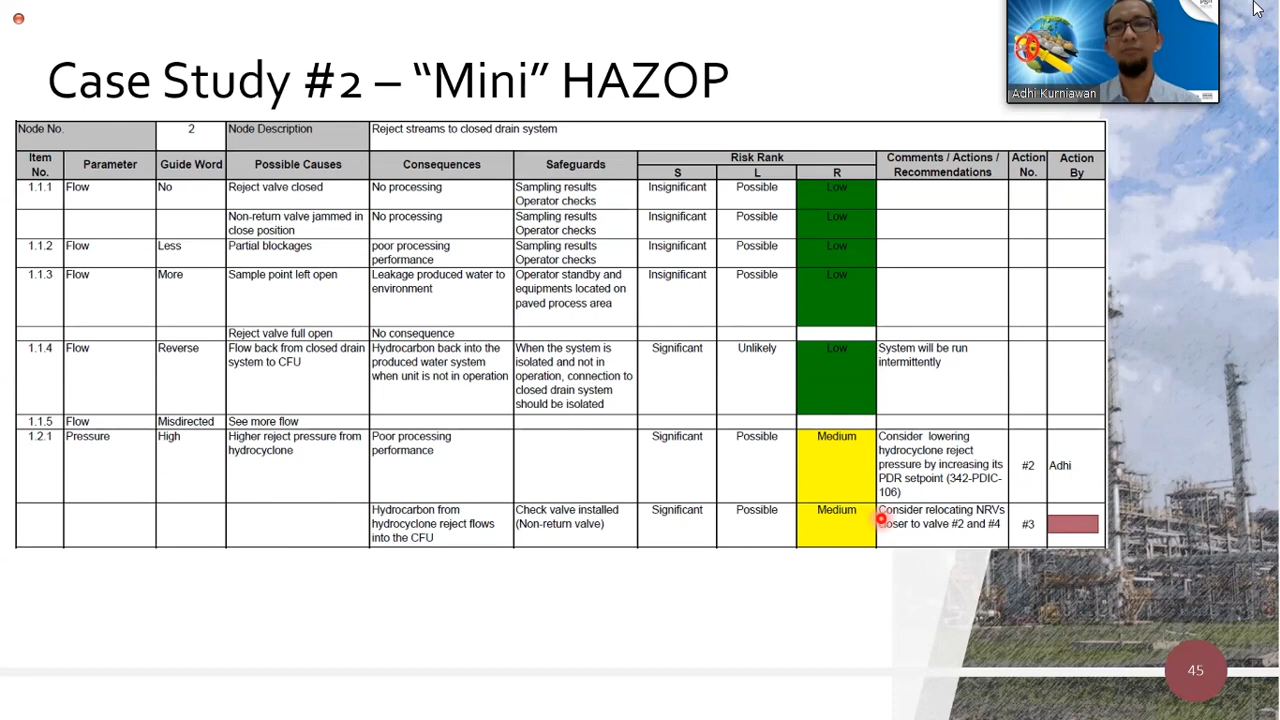 Case Study #2 – “Mini” HAZOP
Adhi Kurniawan
Node No. 2 Node Description Reject streams to closed drain system
Item No. Parameter Guide Word Possible Causes Consequences Safeguards Risk Rank S L R Comments / Actions / Recommendations Action No. Action By
1.1.1 Flow No Reject valve closed No processing Sampling results Operator checks Insignificant Possible Low
Non-return valve jammed in close position No processing Sampling results Operator checks Insignificant Possible Low
1.1.2 Flow Less Partial blockages poor processing performance Sampling results Operator checks Insignificant Possible Low
1.1.3 Flow More Sample point left open Leakage produced water to environment Operator standby and equipments located on paved process area Insignificant Possible Low
Reject valve full open No consequence
1.1.4 Flow Reverse Flow back from closed drain system to CFU Hydrocarbon back into the produced water system when unit is not in operation When the system is isolated and not in operation, connection to closed drain system should be isolated Significant Unlikely Low System will be run intermittently
1.1.5 Flow Misdirected See more flow
1.2.1 Pressure High Higher reject pressure from hydrocyclone Poor processing performance Significant Possible Medium Consider lowering hydrocyclone reject pressure by increasing its PDR setpoint (342-PDIC-106) #2 Adhi
Hydrocarbon from hydrocyclone reject flows into the CFU Check valve installed (Non-return valve) Significant Possible Medium Consider relocating NRVs closer to valve #2 and #4 #3
45